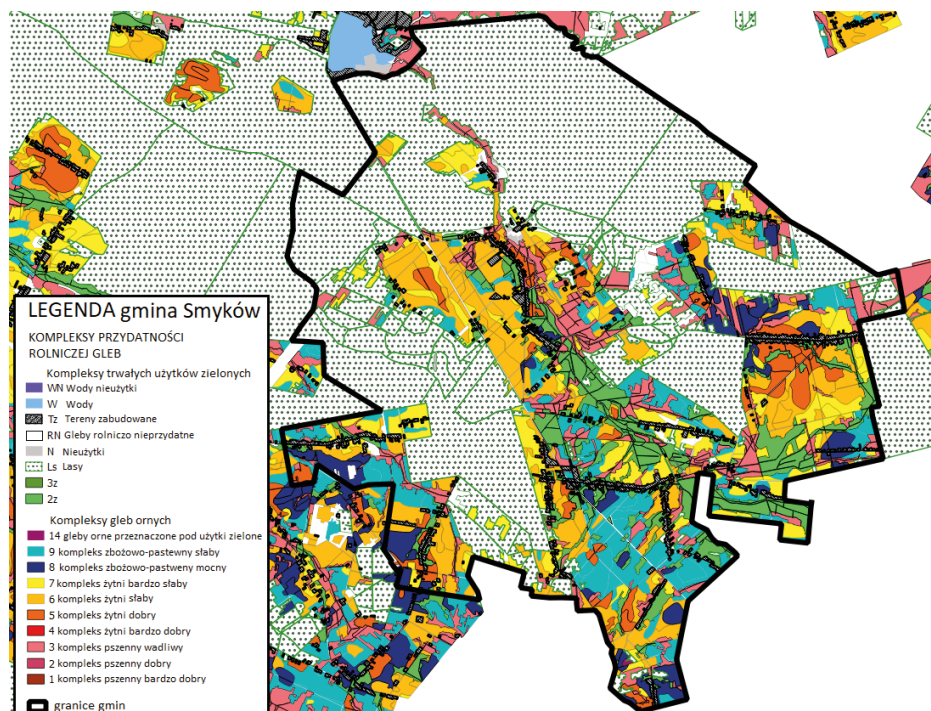 LEGENDA gmina Smyków
KOMPLEKSY PRZYDATNOŚCI
ROLNICZEJ GLEB
Kompleksy trwałych użytków zielonych
WN Wody nieużytki
W Wody
Tz Tereny zabudowane
RN Gleby rolniczo nieprzydatne
N Nieużytki
Ls Lasy
3z
2z
Kompleksy gleb ornych
14 gleby orne przeznaczone pod użytki zielone
9 kompleks zbożowo-pastewny słaby
8 kompleks zbożowo-pastweny mocny
7 kompleks żytni bardzo słaby
6 kompleks żytni słaby
5 kompleks żytni dobry
4 kompleks żytni bardzo dobry
3 kompleks pszenny wadliwy
2 kompleks pszenny dobry
1 kompleks pszenny bardzo dobry
granice gmin